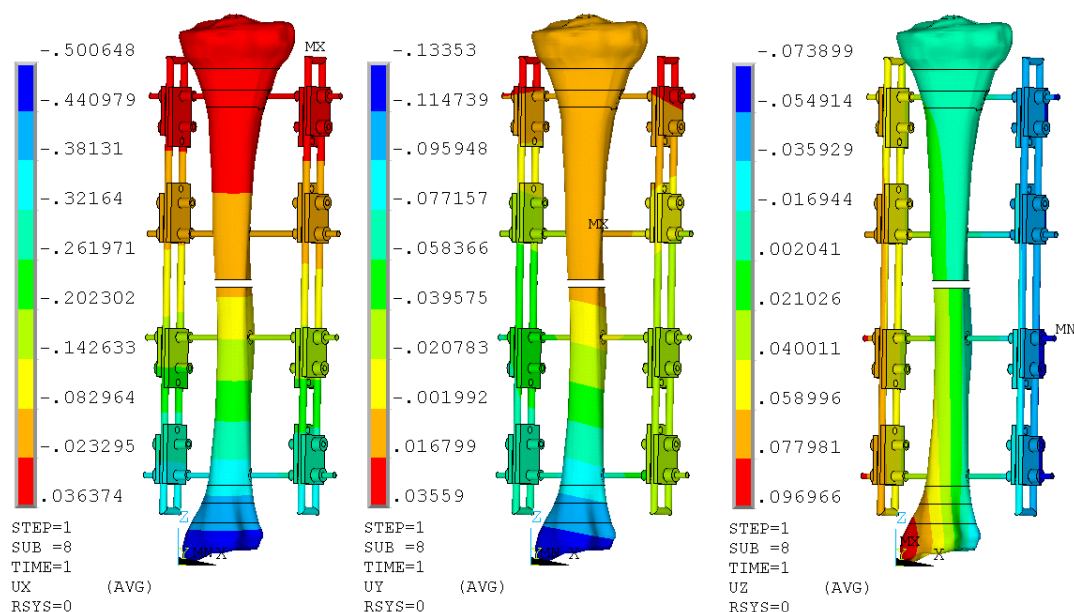 -.500648
-.440979
-.38131
-.32164
-.261971
-.202302
-.142633
-.082964
-.023295
.036374
STEP=1
SUB =8
TIME=1
UX (AVG)
RSYS=0
MX
Z
Y MN X
-.13353
-.114739
-.095948
-.077157
-.058366
-.039575
-.020783
-.001992
.016799
.03559
STEP=1
SUB =8
TIME=1
UY (AVG)
RSYS=0
MX
Z
Y MN X
-.073899
-.054914
-.035929
-.016944
.002041
.021026
.040011
.058996
.077981
.096966
STEP=1
SUB =8
TIME=1
UZ (AVG)
RSYS=0
MN
Z
MX
Y X